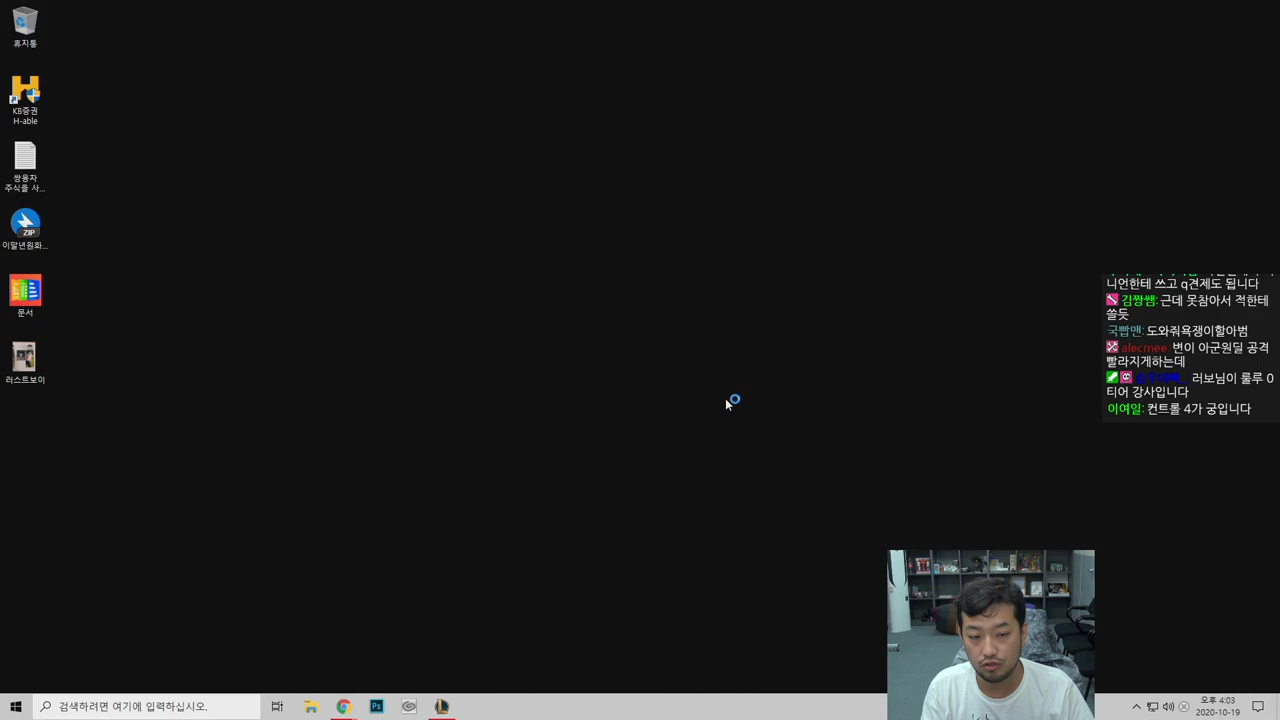 휴지통
KB증권
H-able
쌍용자
주식을 사...
ZIP
이말년원화...
문서
러스트보이
니언한테 쓰고 q견제도 됩니다
김짱쌤: 근데 못참아서 적한테
쓸듯
국빱맨: 도와줘욕쟁이할아범
alecmee: 변이 아군원딜 공격
빨라지게하는데
러보님이 룰루 0
티어 강사입니다
이여일: 컨트롤 4가 궁입니다
검색하려면 여기에 입력하십시오.
Ps
오후 4:03
2020-10-19